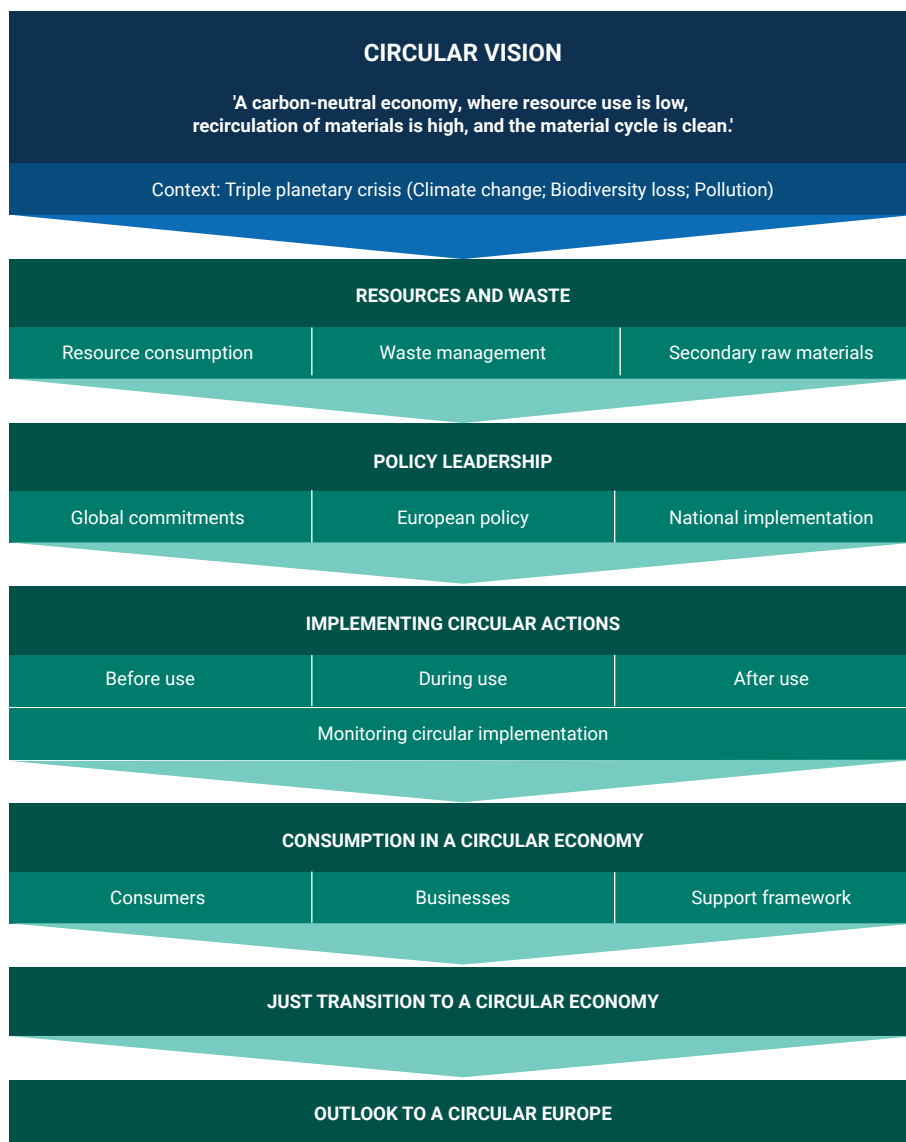 CIRCULAR VISION
'A carbon-neutral economy, where resource use is low,
recirculation of materials is high, and the material cycle is clean.'
Context: Triple planetary crisis (Climate change; Biodiversity loss; Pollution)
RESOURCES AND WASTE
Resource consumption
Waste management
Secondary raw materials
POLICY LEADERSHIP
Global commitments
European policy
National implementation
IMPLEMENTING CIRCULAR ACTIONS
Before use
During use
After use
Monitoring circular implementation
CONSUMPTION IN A CIRCULAR ECONOMY
Consumers
Businesses
Support framework
JUST TRANSITION TO A CIRCULAR ECONOMY
OUTLOOK TO A CIRCULAR EUROPE